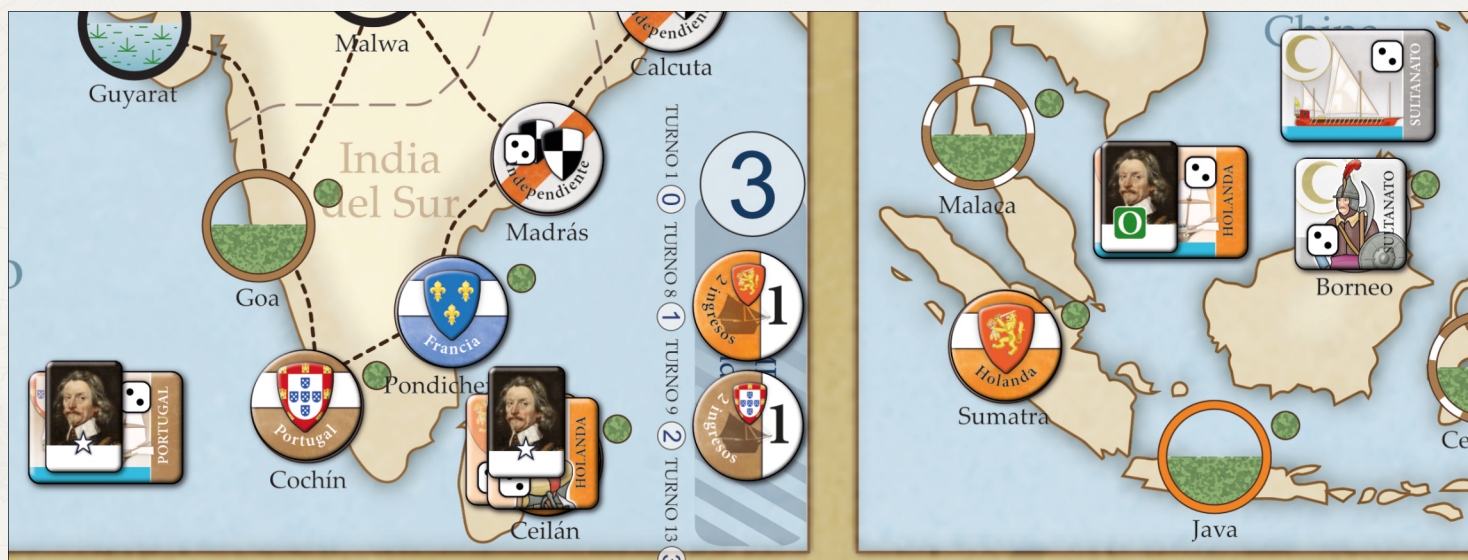 Guyarat
Malwa
Independiente
Calcuta
India
del Sur
Goa
Independiente
Madrás
Francia
Portugal
Cochín
PORTUGAL
HOLANDA
Ceilán
TURNO 1 0 TURNO 8 1 TURNO 9 2 TURNO 13 3
3
2 ingresos
1
2 ingresos
1
China
SULTANATO
Malaca
O
HOLANDA
SULTANATO
Borneo
Holanda
Sumatra
Java